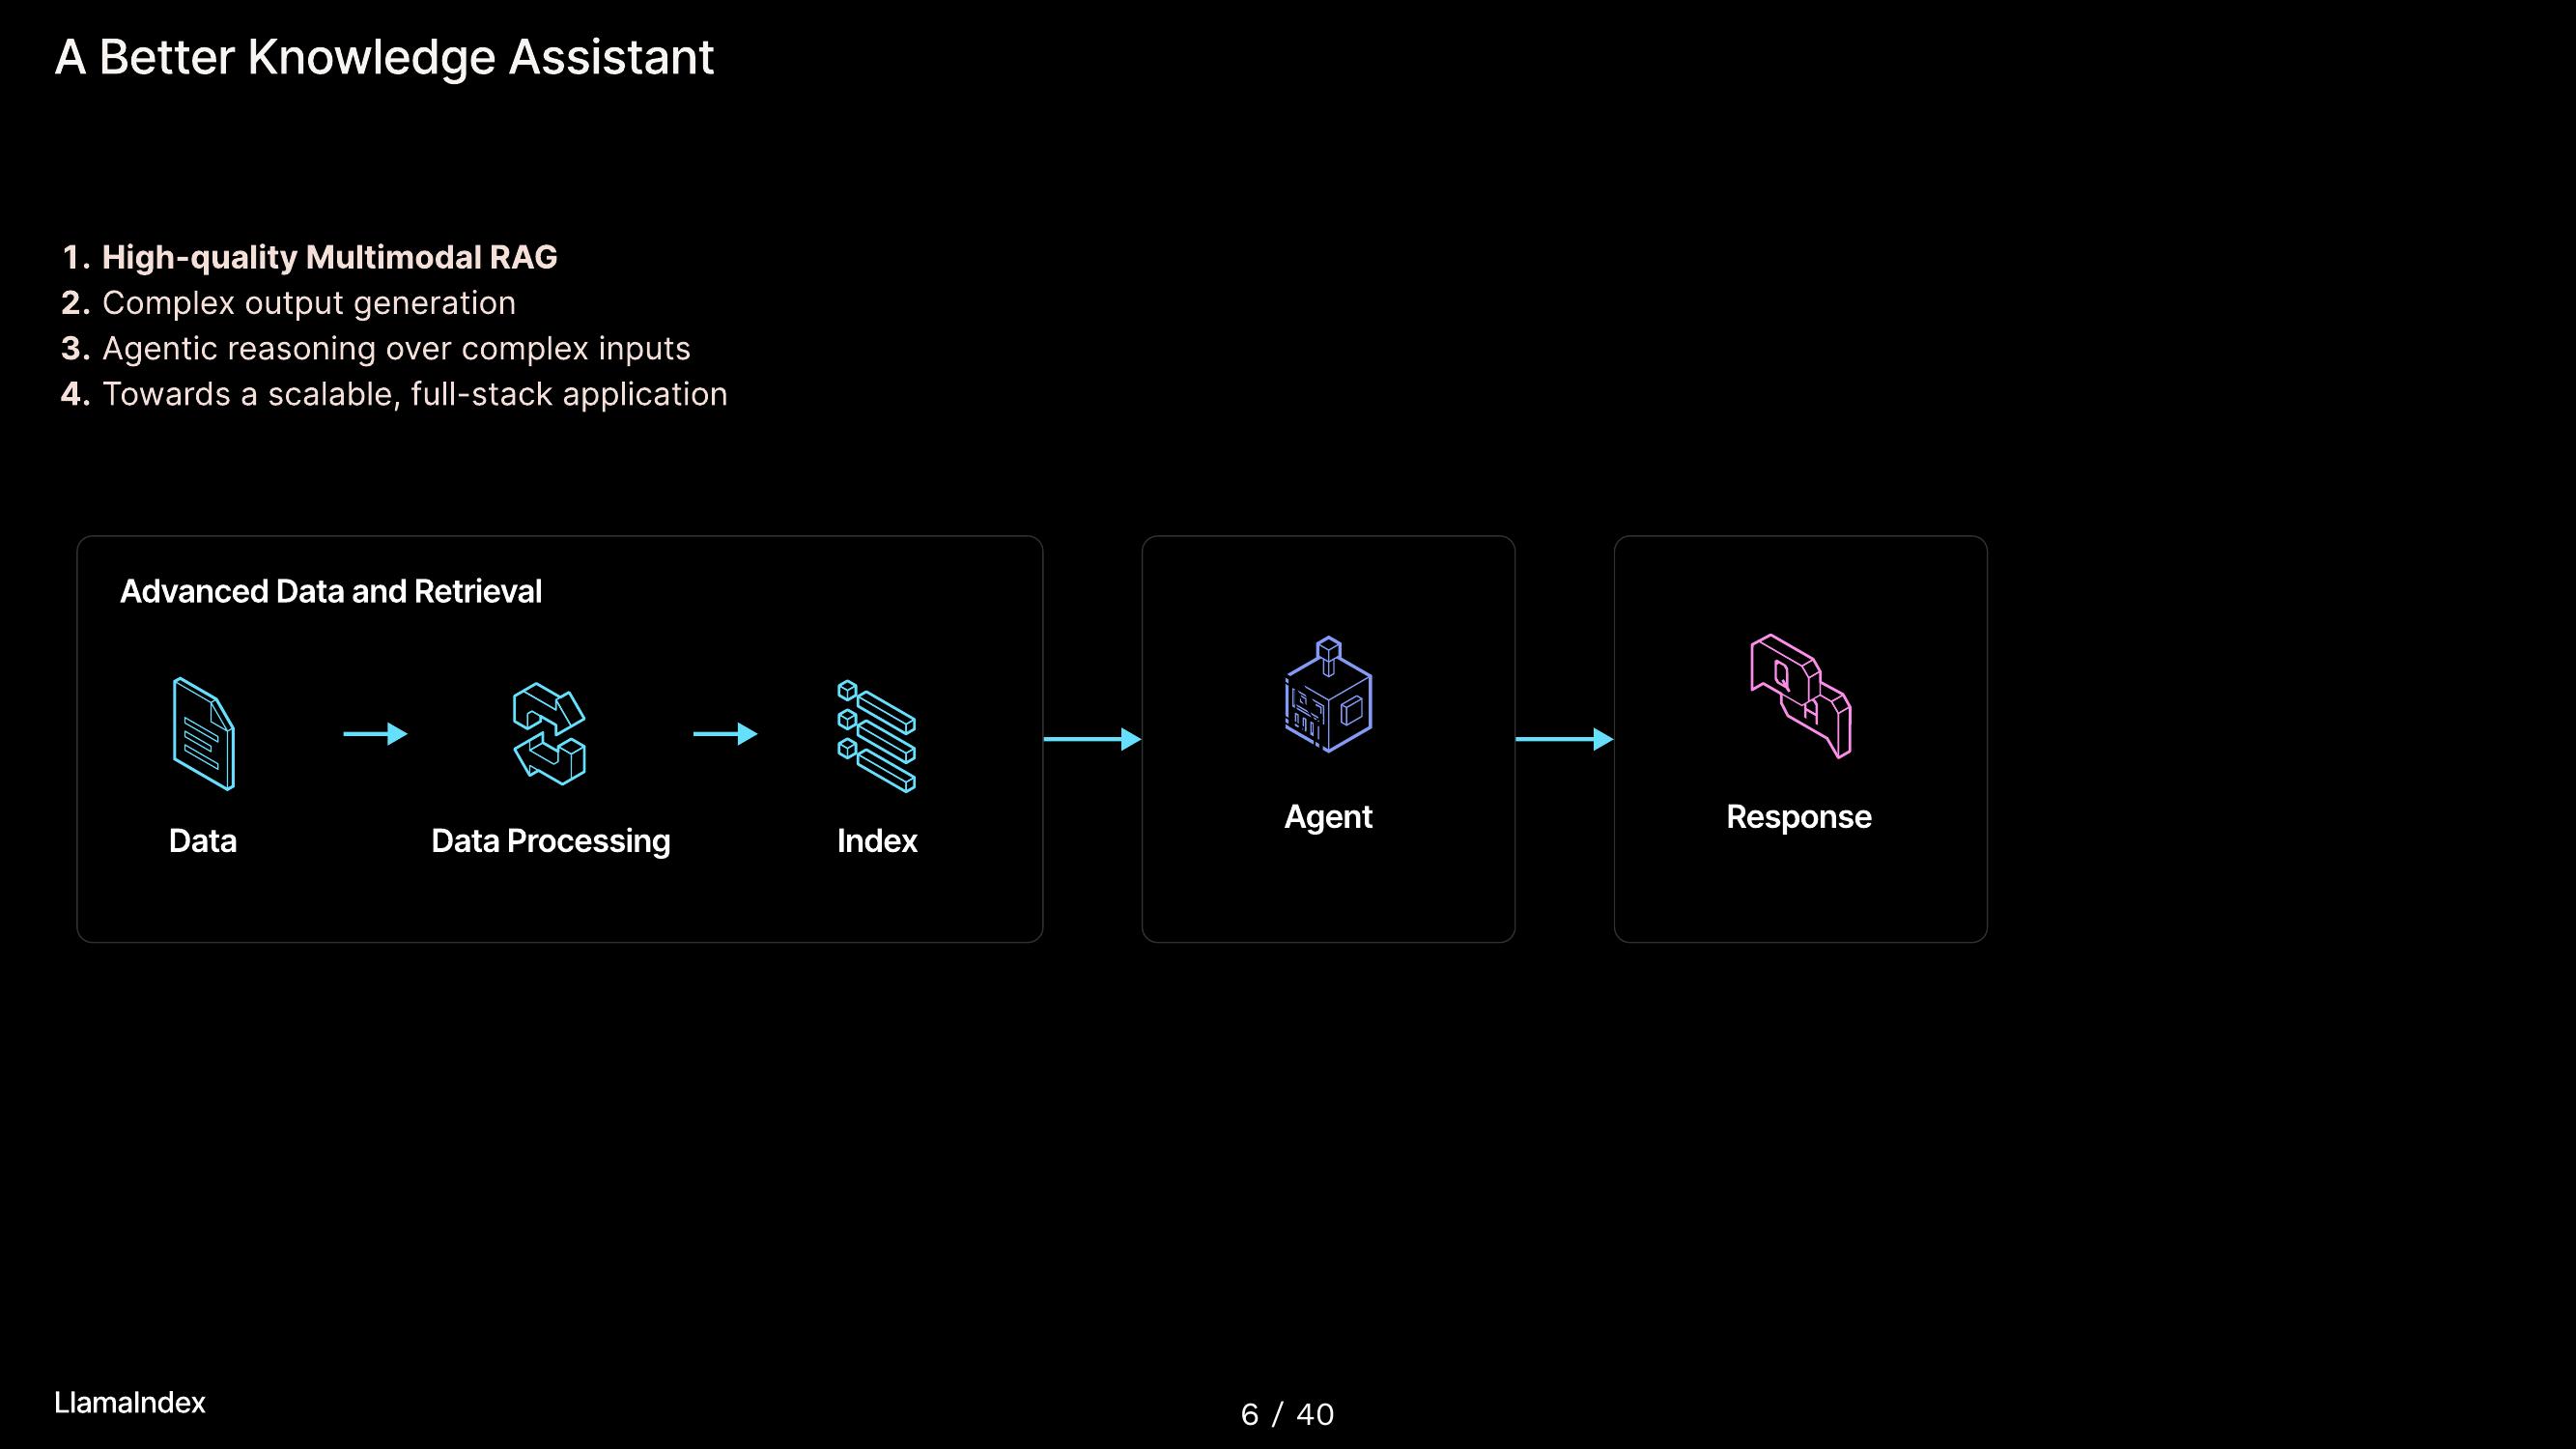 A Better Knowledge Assistant
1. High-quality Multimodal RAG
2. Complex output generation
3. Agentic reasoning over complex inputs
4. Towards a scalable, full-stack application
Advanced Data and Retrieval
Data
Data Processing
Index
Agent
Q
A
Response
LlamaIndex
6 / 40